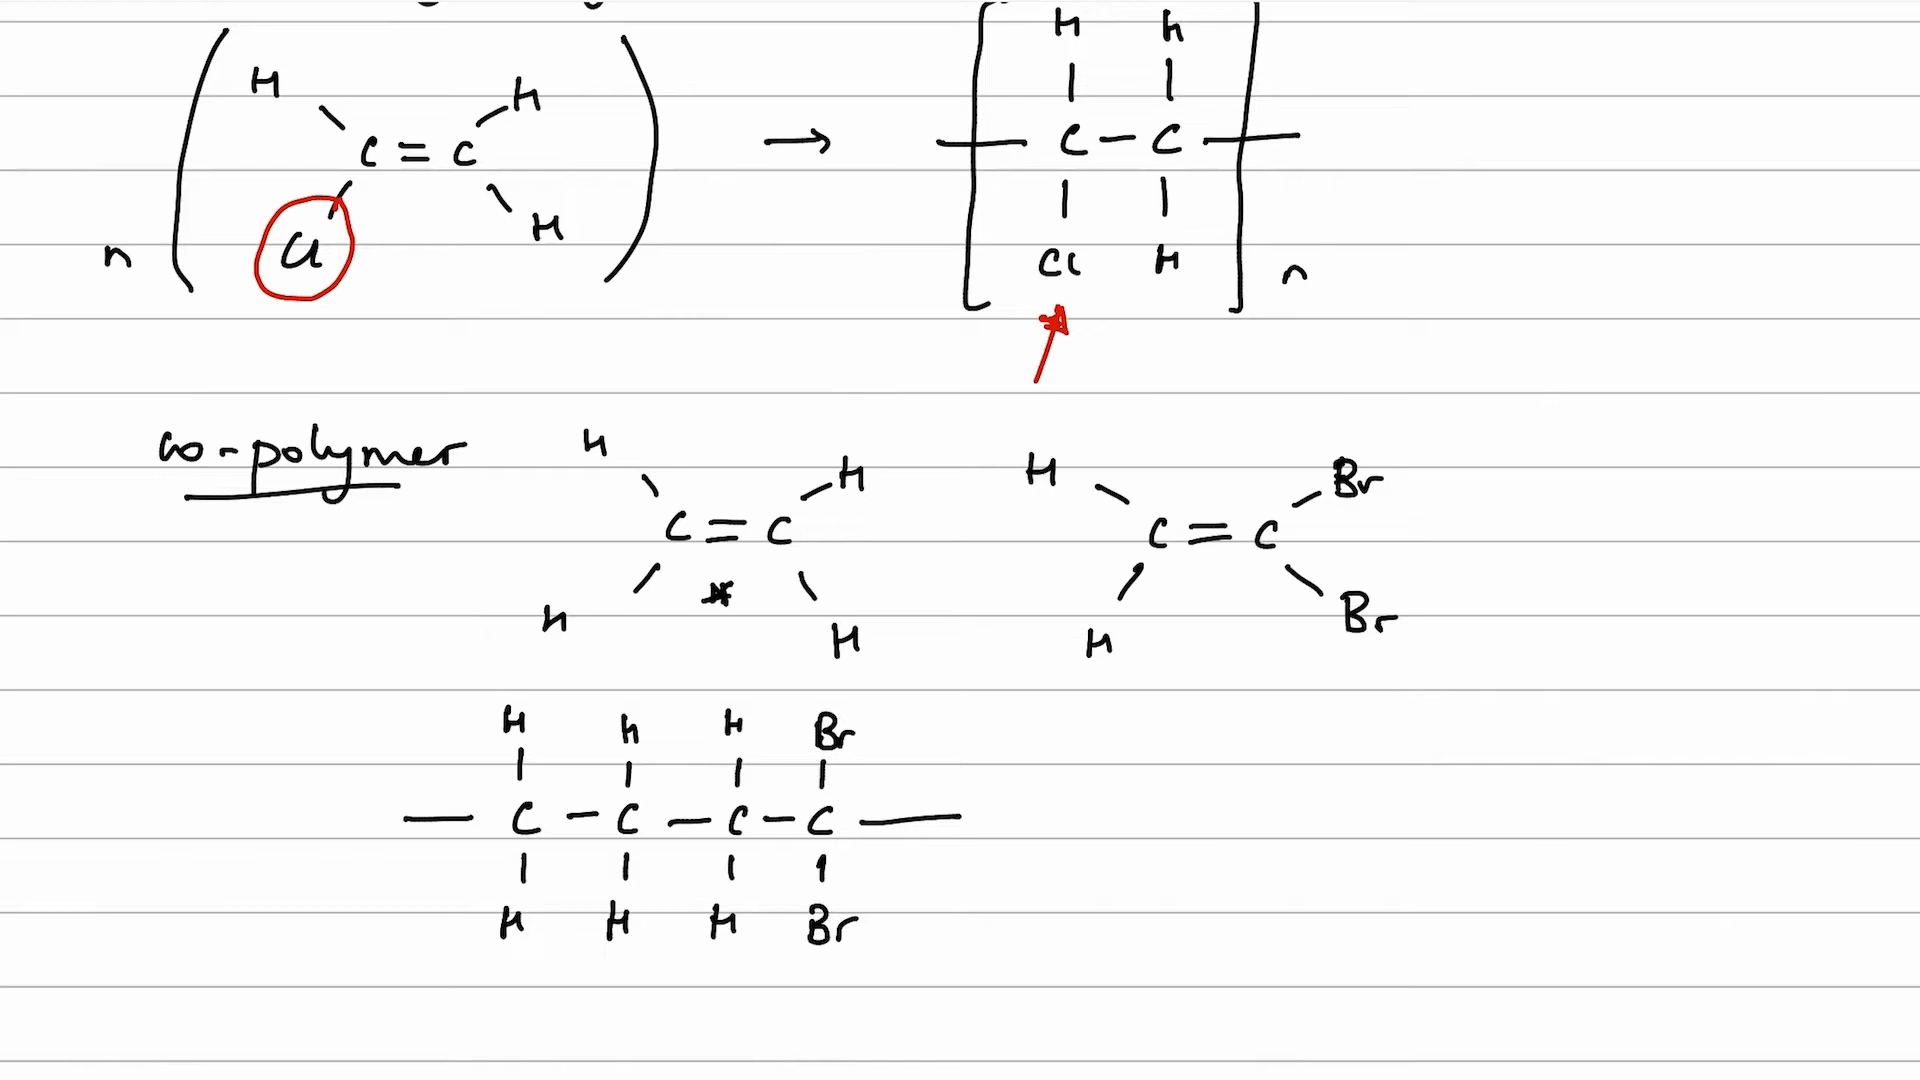 H H
H H
C = C → — C — C —
Cl H
n Cl H n
co-polymer H H H Br
C = C C = C
H H H Br
H H H Br
— C — C — C — C —
H H H Br